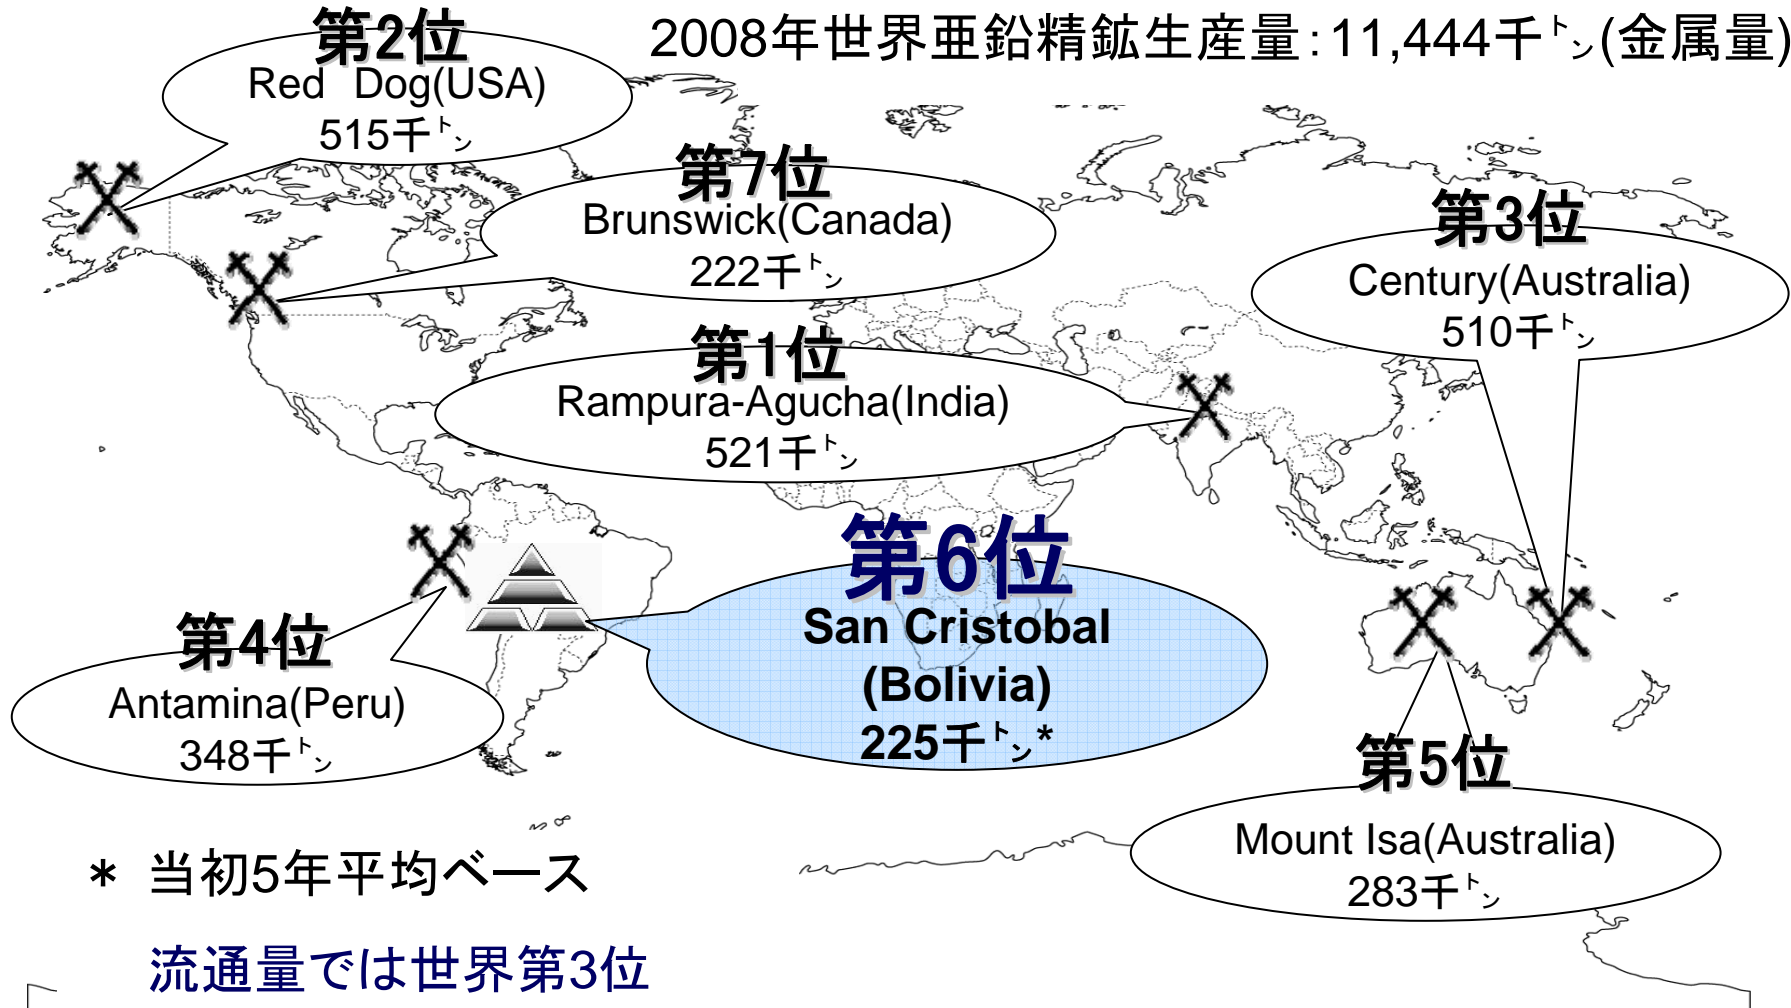 2008年世界亜鉛精鉱生産量:11,444千㌧(金属量)
第2位
Red Dog(USA)
515千㌧
第7位
Brunswick(Canada)
222千㌧
第3位
Century(Australia)
510千㌧
第1位
Rampura-Agucha(India)
521千㌧
第6位
San Cristobal
(Bolivia)
225千㌧*
第4位
Antamina(Peru)
348千㌧
第5位
Mount Isa(Australia)
283千㌧
* 当初5年平均ベース
流通量では世界第3位